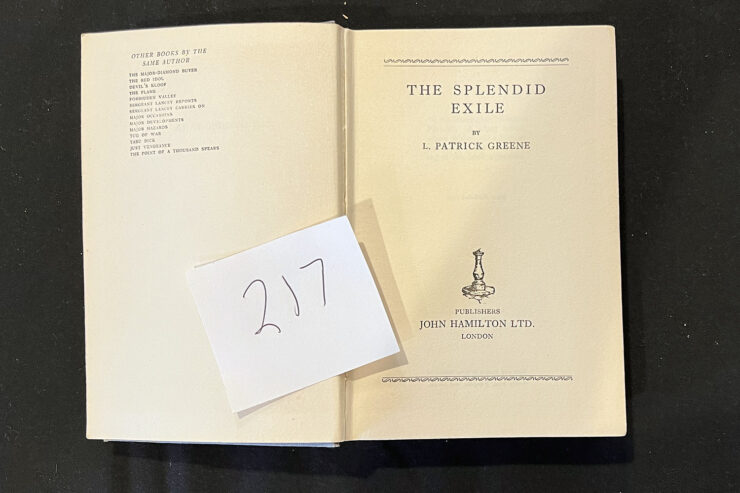 OTHER BOOKS BY THE
SAME AUTHOR
THE MAJOR-DIAMOND BUYER
THE RED IDOL
DEVIL'S KLOOF
THE FLAME
FORBIDDEN VALLEY
SERGEANT LANCEY REPORTS
SERGEANT LANCEY CARRIES ON
MAJOR OCCASIONS
MAJOR DEVELOPMENTS
MAJOR HAZARDS
TUG OF WAR
TABU DICK
JUST VENGEANCE
THE POINT OF A THOUSAND SPEARS
THE SPLENDID
EXILE
BY
L. PATRICK GREENE
217
PUBLISHERS
JOHN HAMILTON LTD.
LONDON